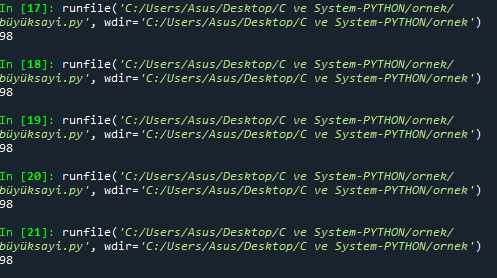 In [17]: runfile('C:/Users/Asus/Desktop/C ve System-PYTHON/ornek/
büyüksayi.py', wdir='C:/Users/Asus/Desktop/C ve System-PYTHON/ornek')
98
In [18]: runfile('C:/Users/Asus/Desktop/C ve System-PYTHON/ornek/
büyüksayi.py', wdir='C:/Users/Asus/Desktop/C ve System-PYTHON/ornek')
98
In [19]: runfile('C:/Users/Asus/Desktop/C ve System-PYTHON/ornek/
büyüksayi.py', wdir='C:/Users/Asus/Desktop/C ve System-PYTHON/ornek')
98
In [20]: runfile('C:/Users/Asus/Desktop/C ve System-PYTHON/ornek/
büyüksayi.py', wdir='C:/Users/Asus/Desktop/C ve System-PYTHON/ornek')
98
In [21]: runfile('C:/Users/Asus/Desktop/C ve System-PYTHON/ornek/
büyüksayi.py', wdir='C:/Users/Asus/Desktop/C ve System-PYTHON/ornek')
98